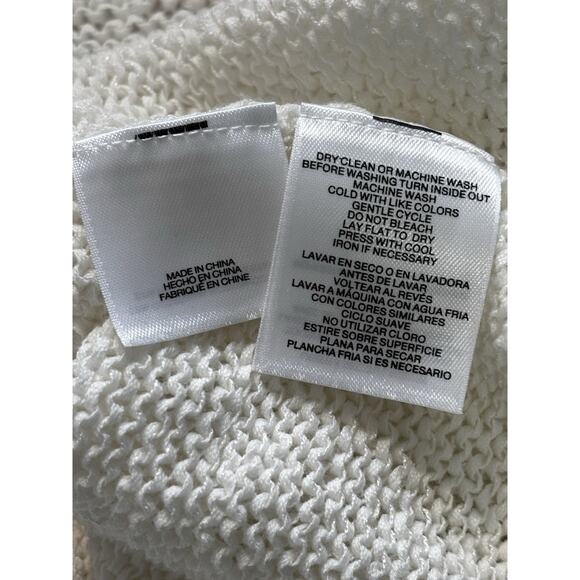 MADE IN CHINA
HECHO EN CHINA
FABRIQUÉ EN CHINE
DRY CLEAN OR MACHINE WASH
BEFORE WASHING TURN INSIDE OUT
MACHINE WASH
COLD WITH LIKE COLORS
GENTLE CYCLE
DO NOT BLEACH
LAY FLAT TO DRY
PRESS WITH COOL
IRON IF NECESSARY
LAVAR EN SECO O EN LAVADORA
ANTES DE LAVAR
VOLTEAR AL REVÉS
LAVAR A MÁQUINA CON AGUA FRIA
CON COLORES SIMILARES
CICLO SUAVE
NO UTILIZAR CLORO
ESTIRE SOBRE SUPERFICIE
PLANA PARA SECAR
PLANCHA FRIA SI ES NECESARIO